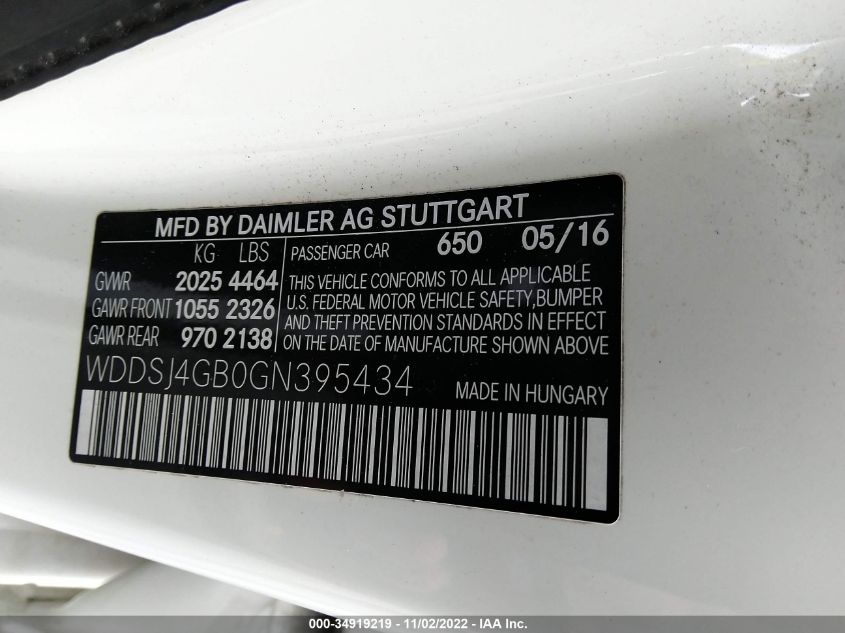 MFD BY DAIMLER AG STUTTGART
KG LBS
GVWR 2025 4464
GAWR FRONT 1055 2326
GAWR REAR 970 2138
PASSENGER CAR 650 05/16
THIS VEHICLE CONFORMS TO ALL APPLICABLE
U.S. FEDERAL MOTOR VEHICLE SAFETY,BUMPER
AND THEFT PREVENTION STANDARDS IN EFFECT
ON THE DATE OF MANUFACTURE SHOWN ABOVE
WDDSJ4GB0GN395434
MADE IN HUNGARY
000-34919219 - 11/02/2022 - IAA Inc.